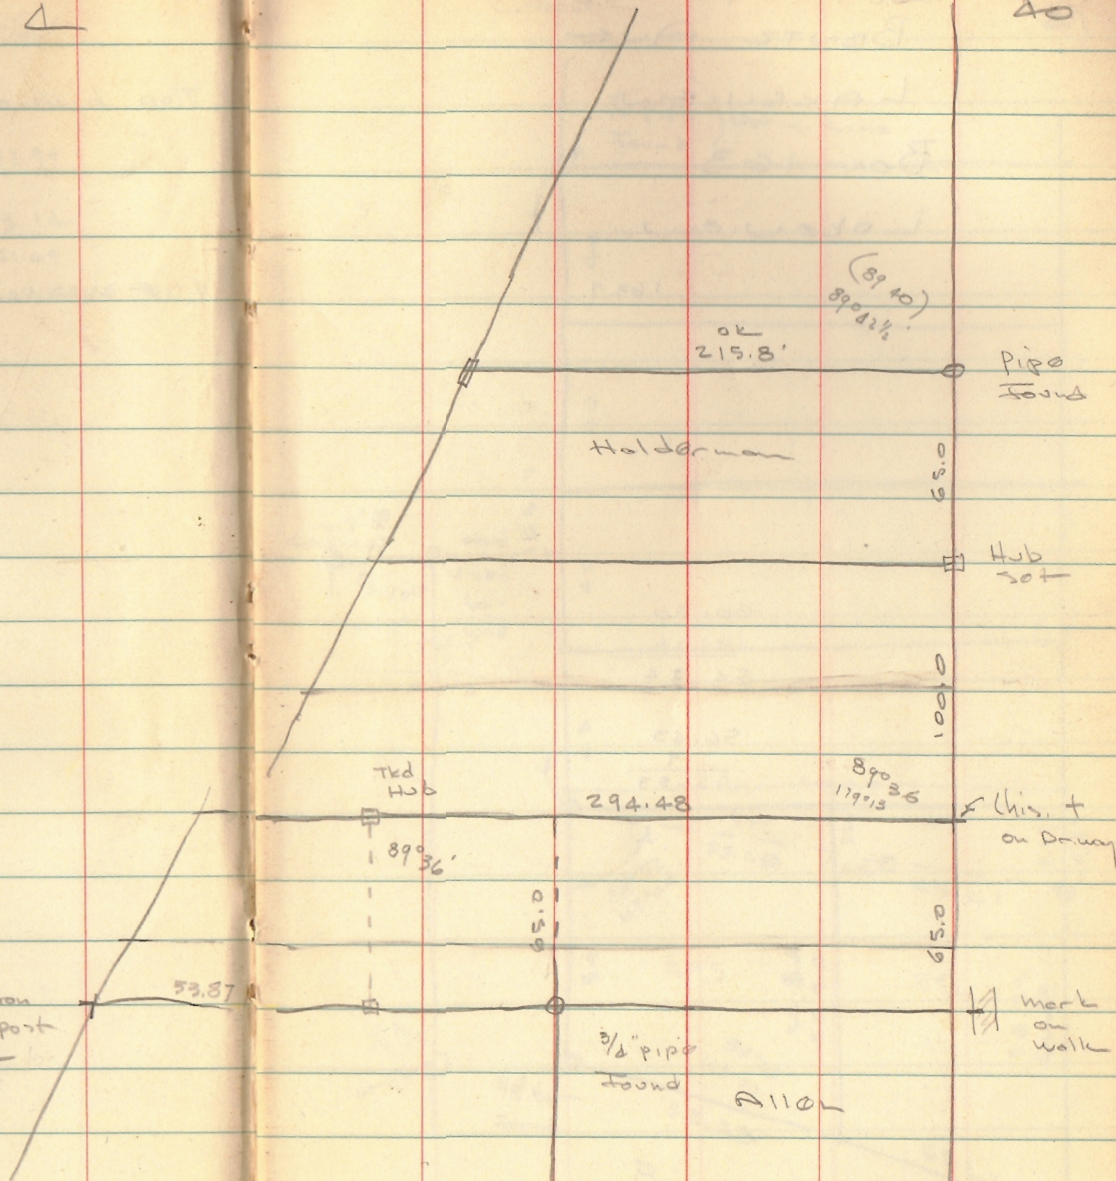 40
(89 40)
89° 42½
ok
215.8'
Pipe
Found
Holderman
65.0
Hub
Set
100.0
Tkd
Hub
294.48
89° 36
179° 13
Chis. +
on Drway
89° 36'
65.0
65.0
53.87
post
mark
on
walk
3/4" pipe
Found
Allen